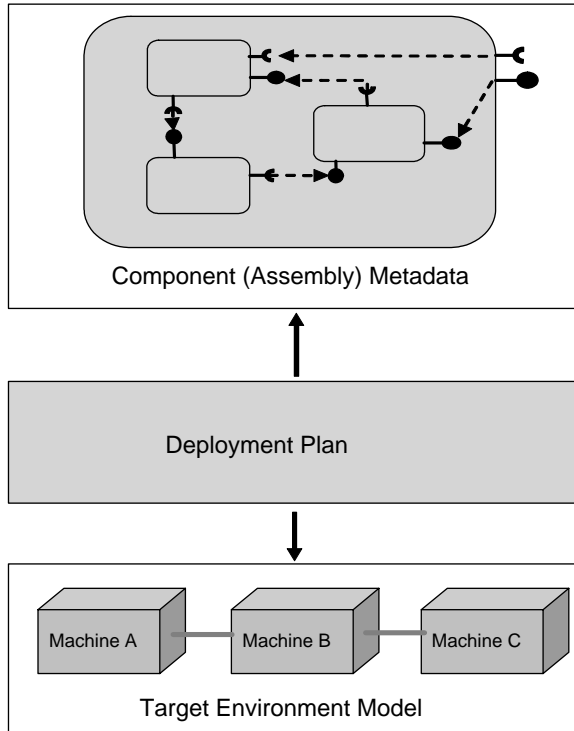 Component (Assembly) Metadata
Deployment Plan
Machine A
Machine B
Machine C
Target Environment Model